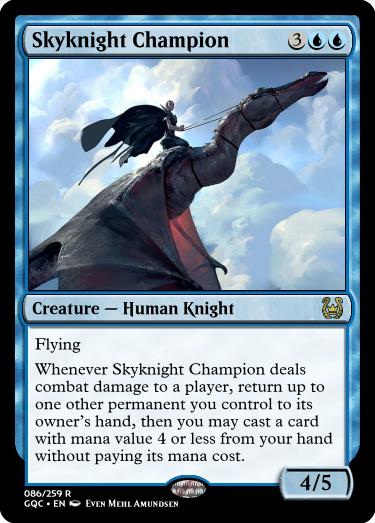 Skyknight Champion 3
Creature — Human Knight
Flying
Whenever Skyknight Champion deals
combat damage to a player, return up to
one other permanent you control to its
owner's hand, then you may cast a card
with mana value 4 or less from your hand
without paying its mana cost.
4/5
086/259 R
GQC • EN Even Mehl Amundsen